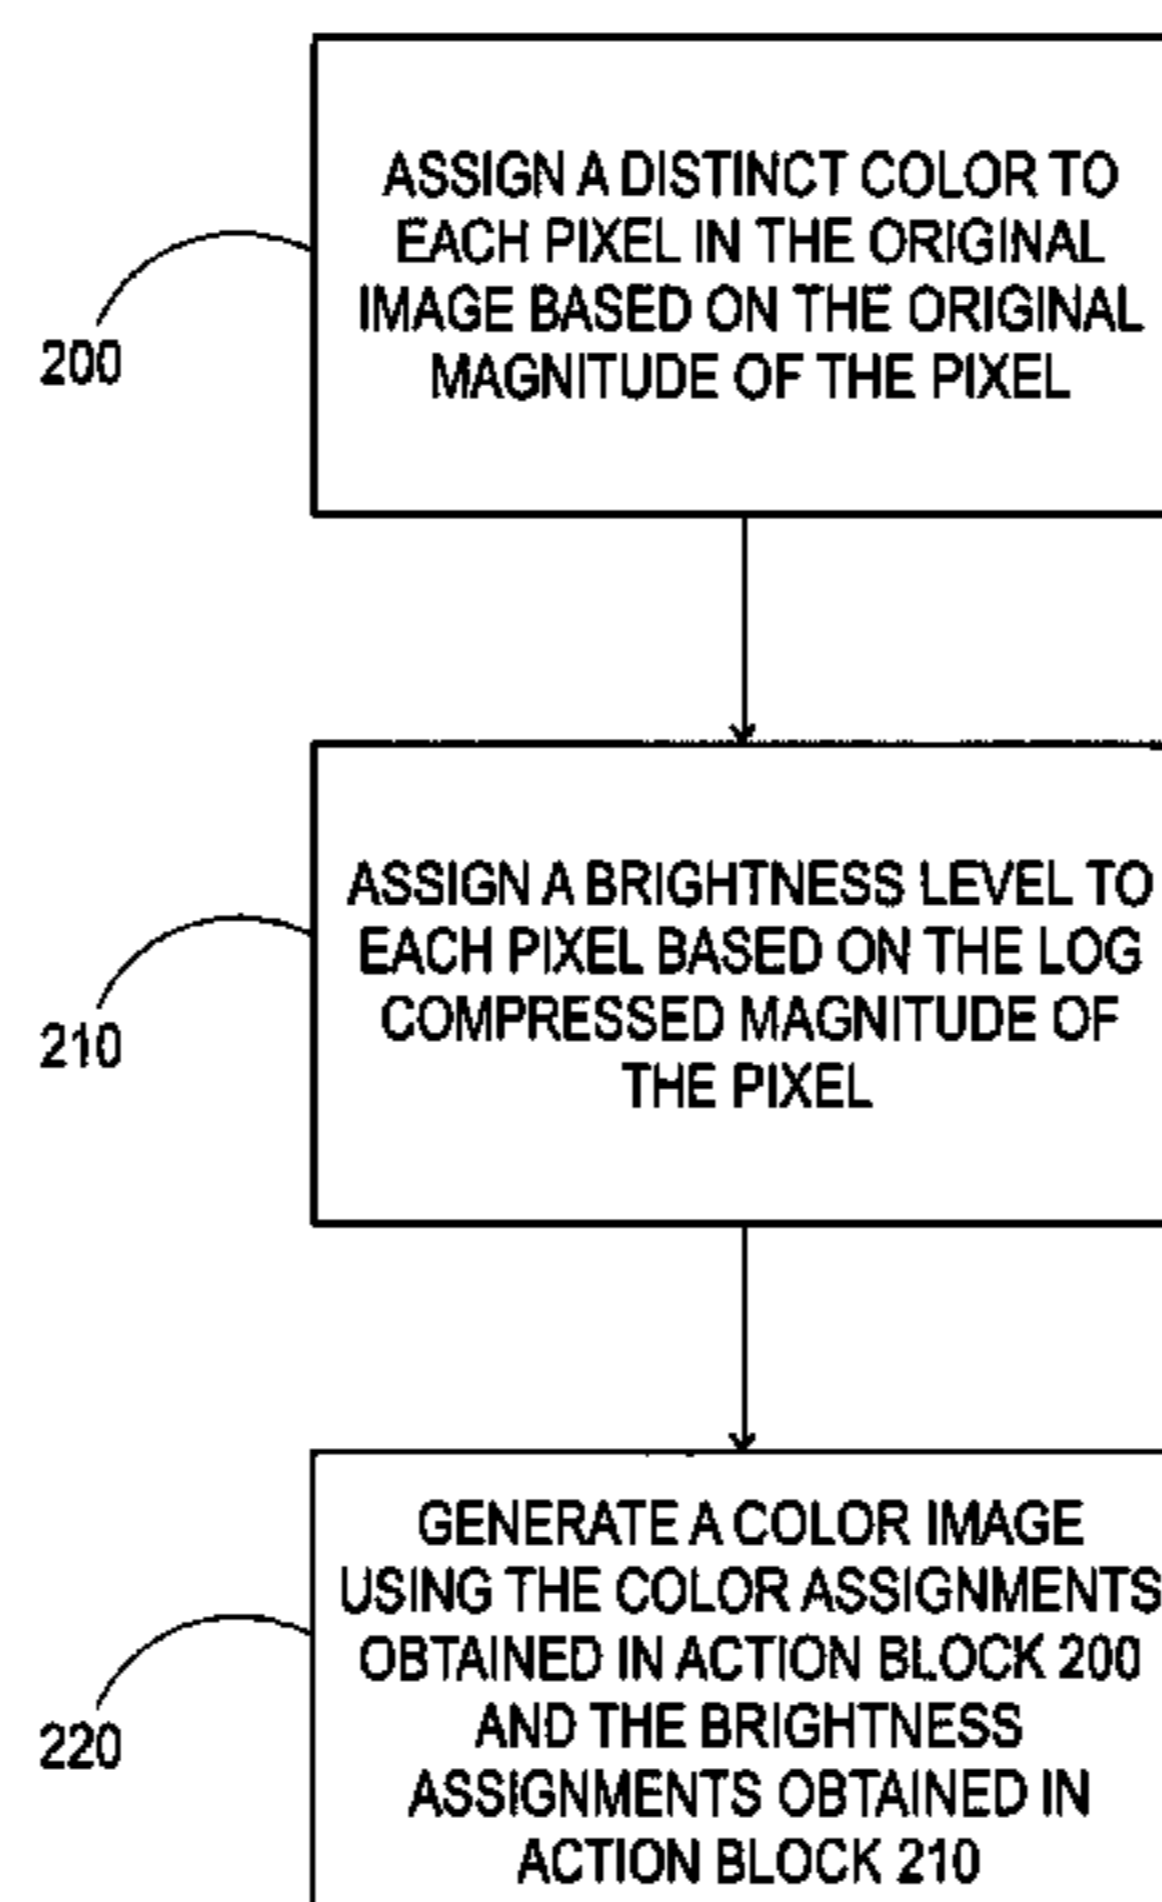 ASSIGN A DISTINCT COLOR TO
EACH PIXEL IN THE ORIGINAL
IMAGE BASED ON THE ORIGINAL
MAGNITUDE OF THE PIXEL
200
ASSIGN A BRIGHTNESS LEVEL TO
EACH PIXEL BASED ON THE LOG
COMPRESSED MAGNITUDE OF
THE PIXEL
210
GENERATE A COLOR IMAGE
USING THE COLOR ASSIGNMENTS
OBTAINED IN ACTION BLOCK 200
AND THE BRIGHTNESS
ASSIGNMENTS OBTAINED IN
ACTION BLOCK 210
220